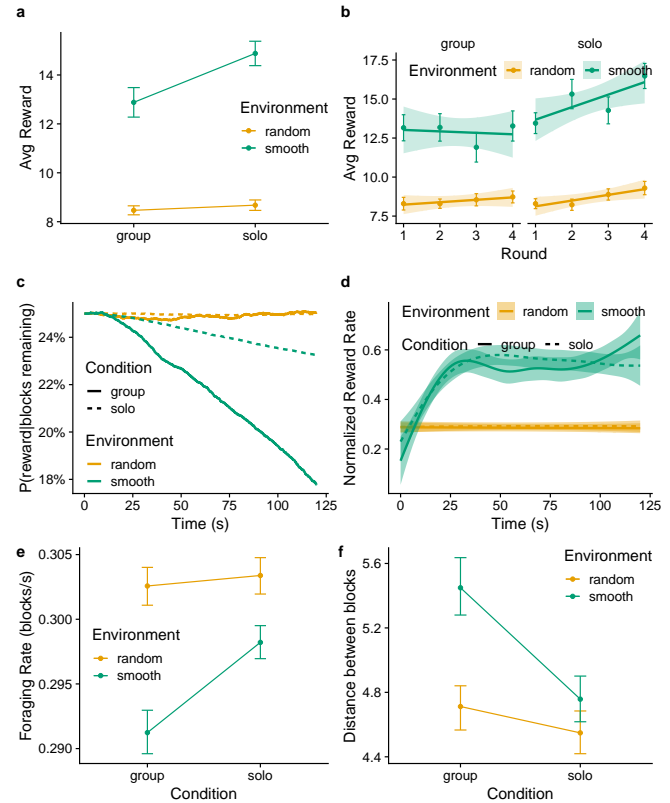 a
Avg Reward
14
12
10
8
Environment
random
smooth
group
solo
b
group
solo
Environment
random
smooth
Avg Reward
17.5
15.0
12.5
10.0
7.5
1 2 3 4 1 2 3 4
Round
c
P(reward|blocks remaining)
24%
22%
20%
18%
Condition
group
solo
Environment
random
smooth
0 25 50 75 100 125
Time (s)
d
Environment
random
smooth
Condition
group
solo
Normalized Reward Rate
0.6
0.4
0.2
0 25 50 75 100 125
Time (s)
e
Foraging Rate (blocks/s)
0.305
0.300
0.295
0.290
Environment
random
smooth
group
solo
Condition
f
Environment
random
smooth
Distance between blocks
5.6
5.2
4.8
4.4
group
solo
Condition